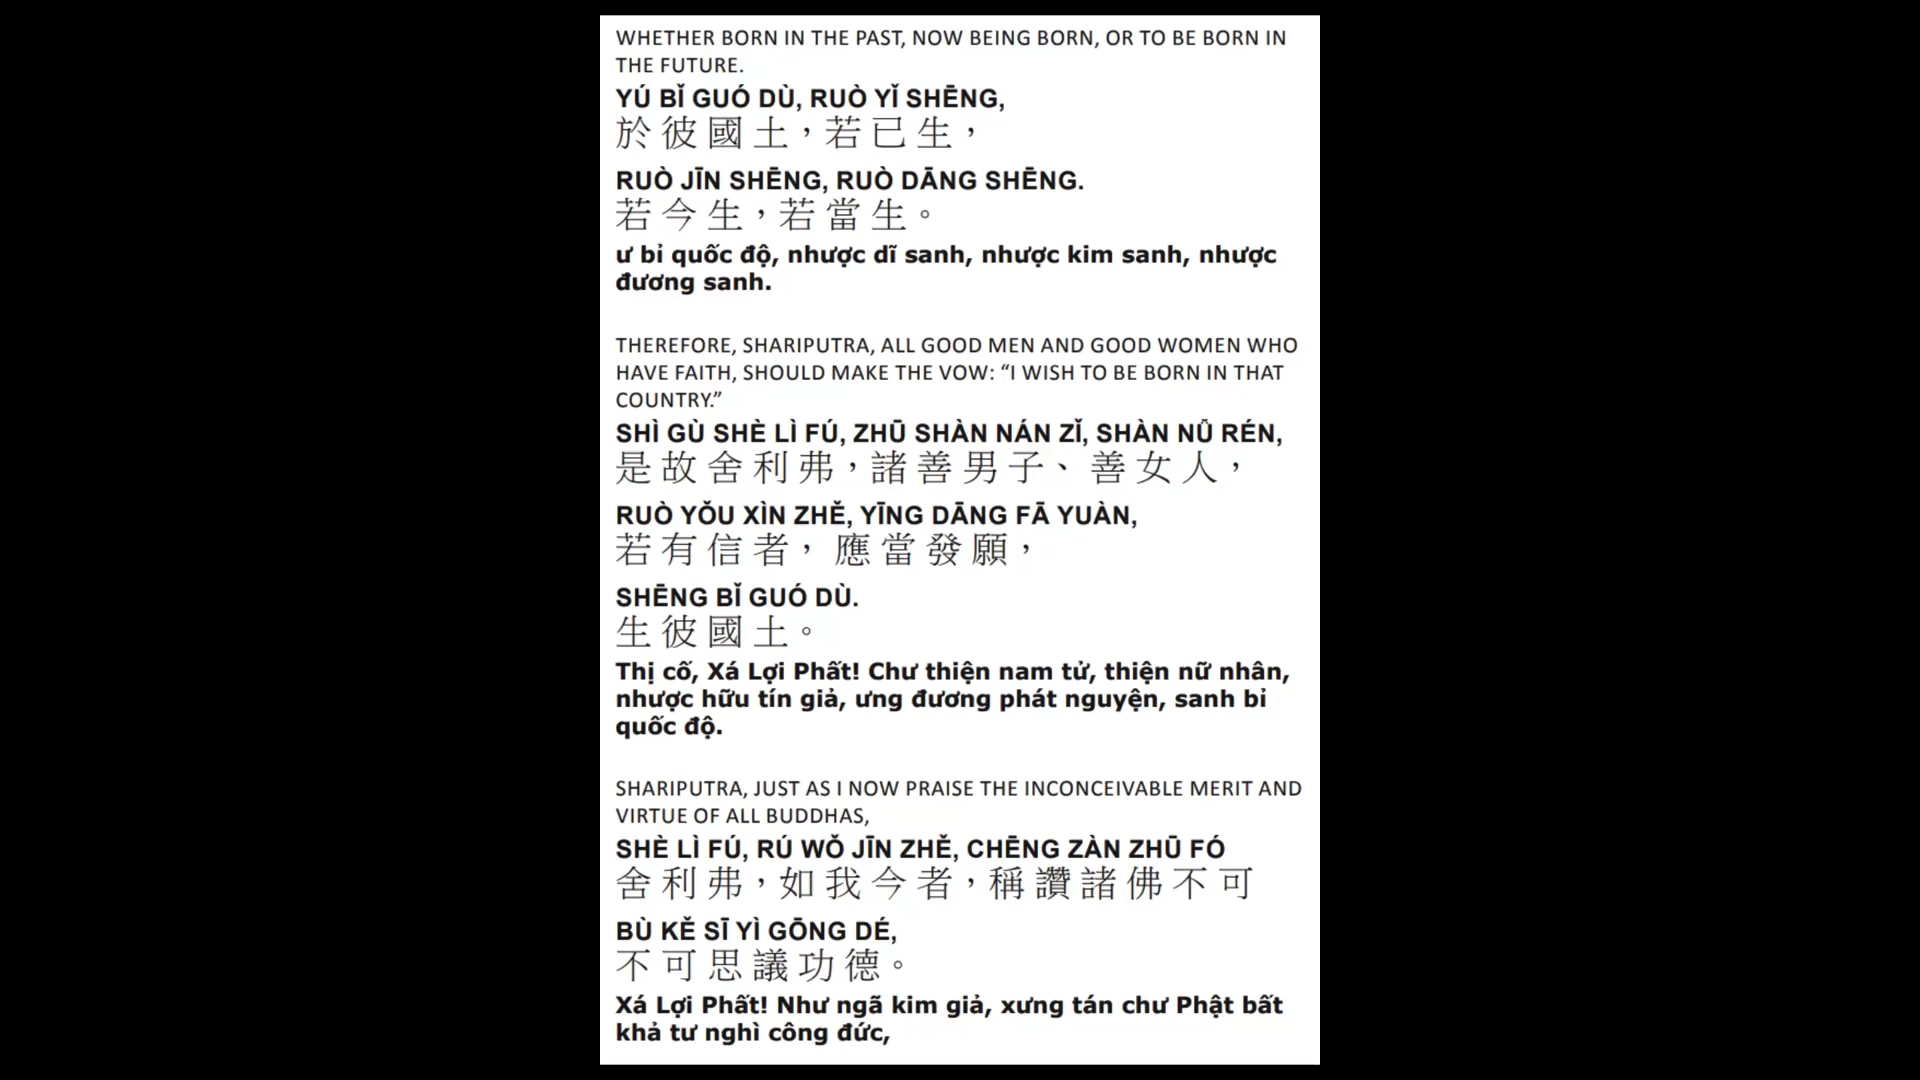 WHETHER BORN IN THE PAST, NOW BEING BORN, OR TO BE BORN IN
THE FUTURE.
YÚ BǏ GUÓ DÙ, RUÒ YǏ SHĒNG,
於彼國土，若已生，
RUÒ JĪN SHĒNG, RUÒ DĀNG SHĒNG.
若今生，若當生。
ư bỉ quốc độ, nhược dĩ sanh, nhược kim sanh, nhược
đương sanh.
THEREFORE, SHARIPUTRA, ALL GOOD MEN AND GOOD WOMEN WHO
HAVE FAITH, SHOULD MAKE THE VOW: “I WISH TO BE BORN IN THAT
COUNTRY.”
SHÌ GÙ SHÈ LÌ FÚ, ZHŪ SHÀN NÁN ZǏ, SHÀN NǙ RÉN,
是故舍利弗，諸善男子、善女人，
RUÒ YǑU XÌN ZHĚ, YĪNG DĀNG FĀ YUÀN,
若有信者，應當發願，
SHĒNG BǏ GUÓ DÙ.
生彼國土。
Thị cố, Xá Lợi Phất! Chư thiện nam tử, thiện nữ nhân,
nhược hữu tín giả, ưng đương phát nguyện, sanh bỉ
quốc độ.
SHARIPUTRA, JUST AS I NOW PRAISE THE INCONCEIVABLE MERIT AND
VIRTUE OF ALL BUDDHAS,
SHÈ LÌ FÚ, RÚ WǑ JĪN ZHĚ, CHĒNG ZÀN ZHŪ FÓ
舍利弗，如我今者，稱讚諸佛不可
BÙ KĚ SĪ YÌ GŌNG DÉ,
不可思議功德。
Xá Lợi Phất! Như ngã kim giả, xưng tán chư Phật bất
khả tư nghì công đức,